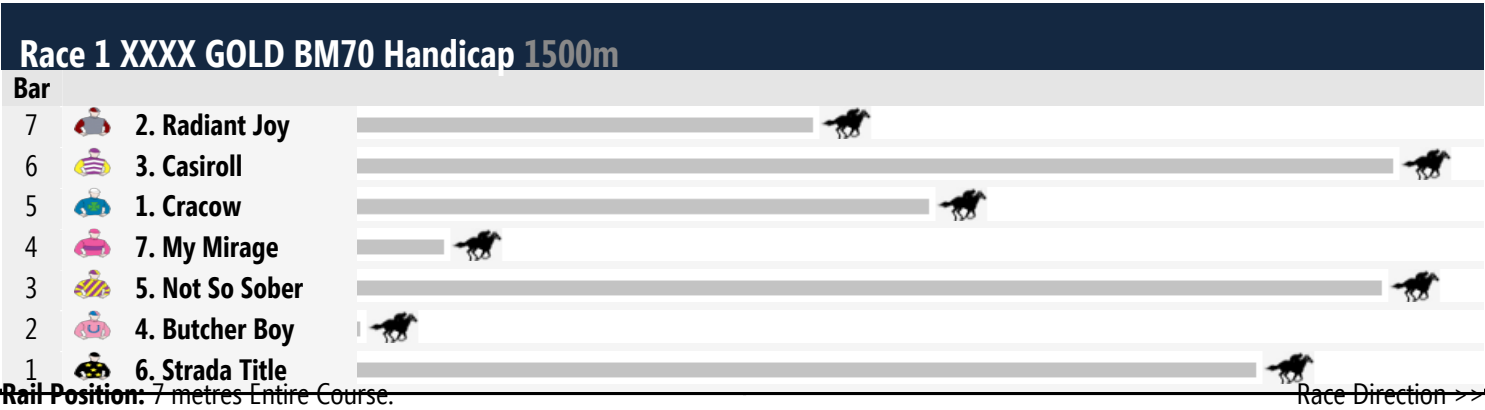 Race 1 XXXX GOLD BM70 Handicap 1500m
Bar
7 2. Radiant Joy
6 3. Casiroll
5 1. Cracow
4 7. My Mirage
3 5. Not So Sober
2 4. Butcher Boy
1 6. Strada Title
Rail Position: 7 metres Entire Course. Race Direction >>